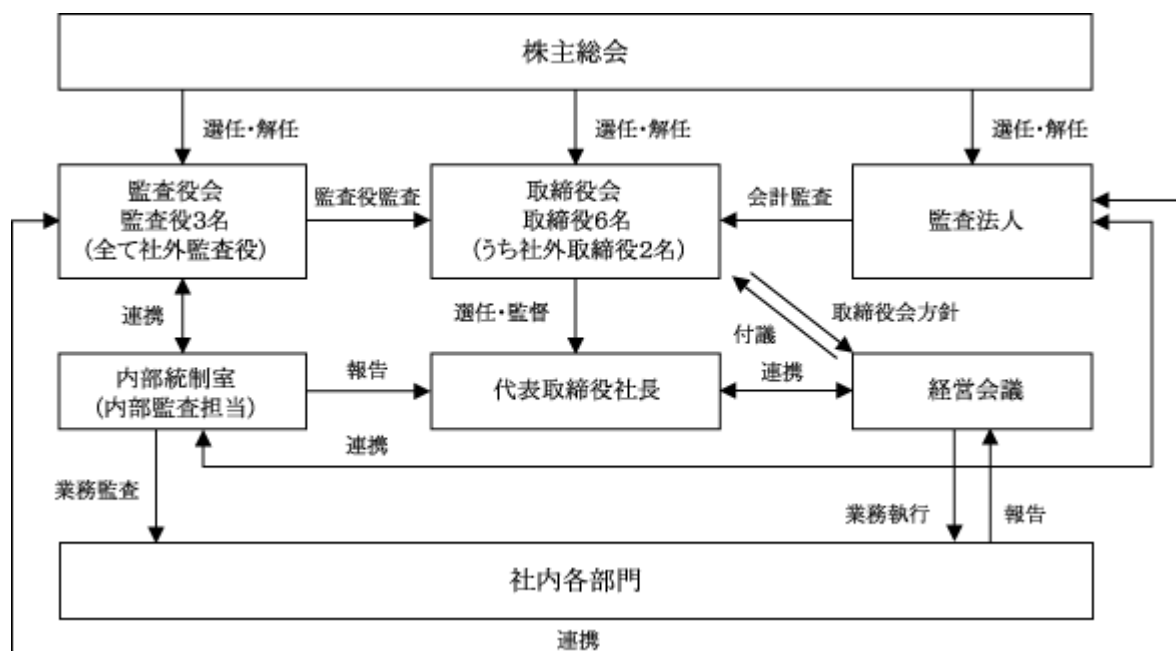 株主総会
選任・解任
選任・解任
選任・解任
監査役会
監査役3名
(全て社外監査役)
監査役監査
取締役会
取締役6名
(うち社外取締役2名)
会計監査
監査法人
連携
選任・監督
取締役会方針
付議
内部統制室
(内部監査担当)
報告
代表取締役社長
連携
経営会議
連携
業務監査
業務執行
報告
社内各部門
連携